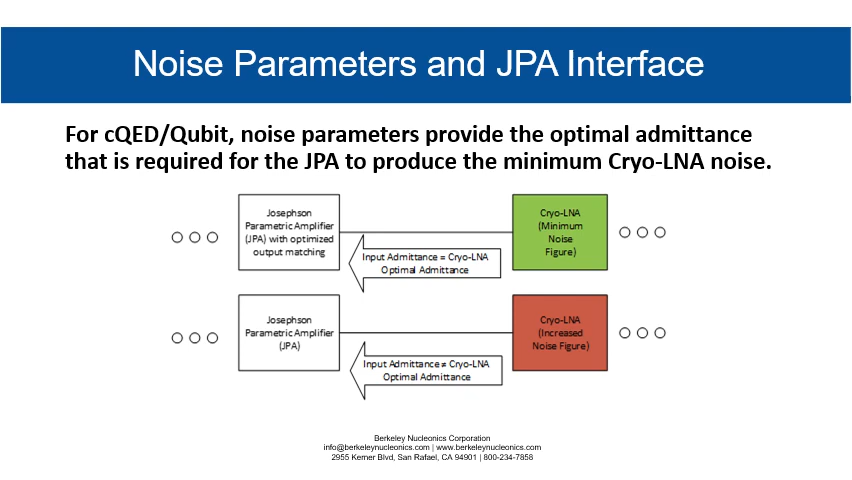 Noise Parameters and JPA Interface
For cQED/Qubit, noise parameters provide the optimal admittance
that is required for the JPA to produce the minimum Cryo-LNA noise.
Josephson
Parametric Amplifier
(JPA) with optimized
output matching
Input Admittance = Cryo-LNA
Optimal Admittance
Cryo-LNA
(Minimum
Noise
Figure)
Josephson
Parametric Amplifier
(JPA)
Input Admittance ≠ Cryo-LNA
Optimal Admittance
Cryo-LNA
(Increased
Noise Figure)
Berkeley Nucleonics Corporation
info@berkeleynucleonics.com | www.berkeleynucleonics.com
2955 Kerner Blvd, San Rafael, CA 94901 | 800-234-7858